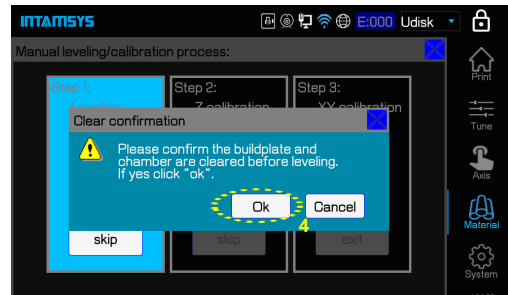 INTAMSYS
E:000 Udisk
Manual leveling/calibration process:
Print
Step 1:
Step 2:
Step 3:
Leveling
Z calibration
XY calibration
Clear confirmation
Tune
Please confirm the buildplate and
chamber are cleared before leveling.
If yes click "ok".
Axis
Ok
Cancel
4
Material
skip
skip
exit
System